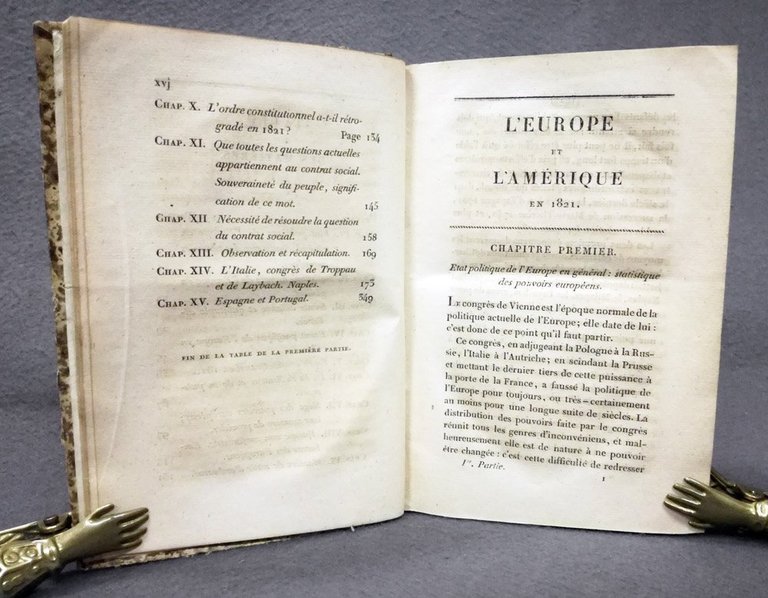 xvj
CHAP. X. L'ordre constitutionnel a-t-il rétro-
gradé en 1821? Page 134
CHAP. XI. Que toutes les questions actuelles
appartiennent au contrat social.
Souveraineté du peuple, signifi-
cation de ce mot. 145
CHAP. XII Nécessité de résoudre la question
du contrat social. 158
CHAP. XIII. Observation et récapitulation. 169
CHAP. XIV. L'Italie, congrès de Troppau
et de Laybach. Naples. 173
CHAP. XV. Espagne et Portugal. 349
FIN DE LA TABLE DE LA PREMIÈRE PARTIE.
L'EUROPE
ET
L'AMÉRIQUE
EN 1821.
CHAPITRE PREMIER.
Etat politique de l'Europe en général : statistique
des pouvoirs européens.
LE congrès de Vienne est l'époque normale de la
politique actuelle de l'Europe; elle date de lui :
c'est donc de ce point qu'il faut partir.
Ce congrès, en adjugeant la Pologne à la Rus-
sie, l'Italie à l'Autriche; en scindant la Prusse
et mettant le dernier tiers de cette puissance à
la porte de la France, a faussé la politique de
l'Europe pour toujours, ou très-certainement
au moins pour une longue suite de siècles. La
distribution des pouvoirs faite par le congrès
réunit tous les genres d'inconvéniens, et mal-
heureusement elle est de nature à ne pouvoir
être changée : c'est cette difficulté de redresser
Ire. Partie. 1